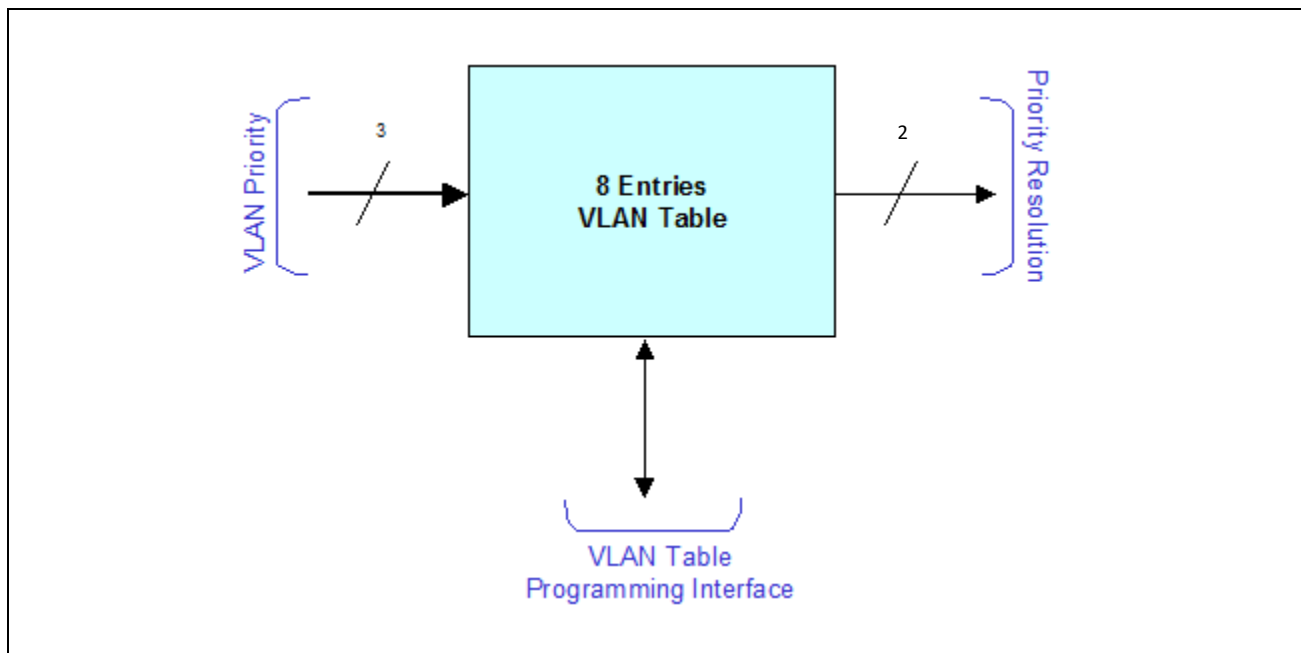 VLAN Priority
3
8 Entries
VLAN Table
2
Priority Resolution
VLAN Table
Programming Interface